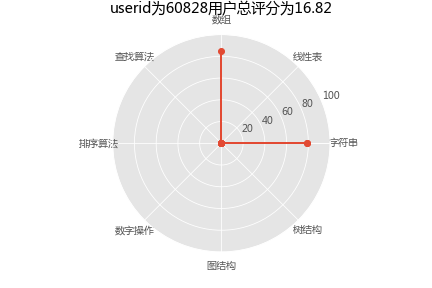 userid为60828用户总评分为16.82
数组
查找算法
线性表
100
80
60
40
20
排序算法
字符串
数字操作
树结构
图结构